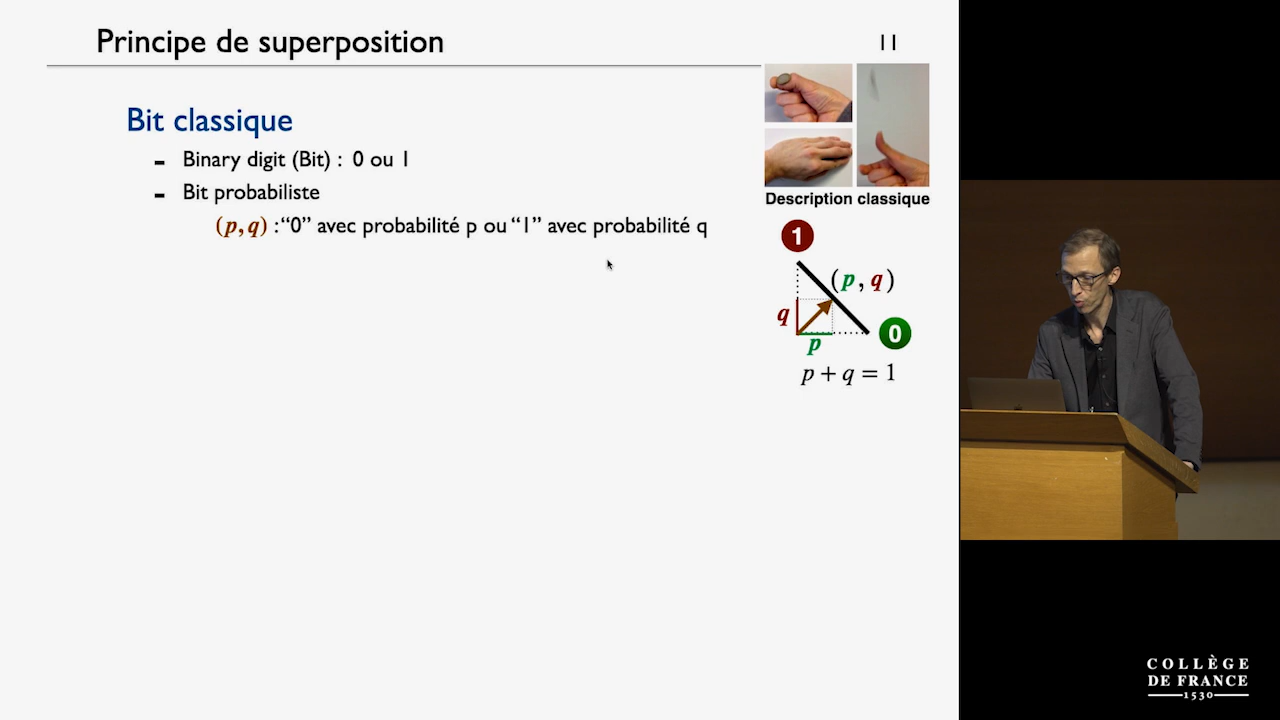 Principe de superposition
11
Bit classique
- Binary digit (Bit) : 0 ou 1
- Bit probabiliste
(p, q) : “0” avec probabilité p ou “1” avec probabilité q
Description classique
1
(p, q)
q
0
p
p + q = 1
COLLÈGE
DE FRANCE
1530